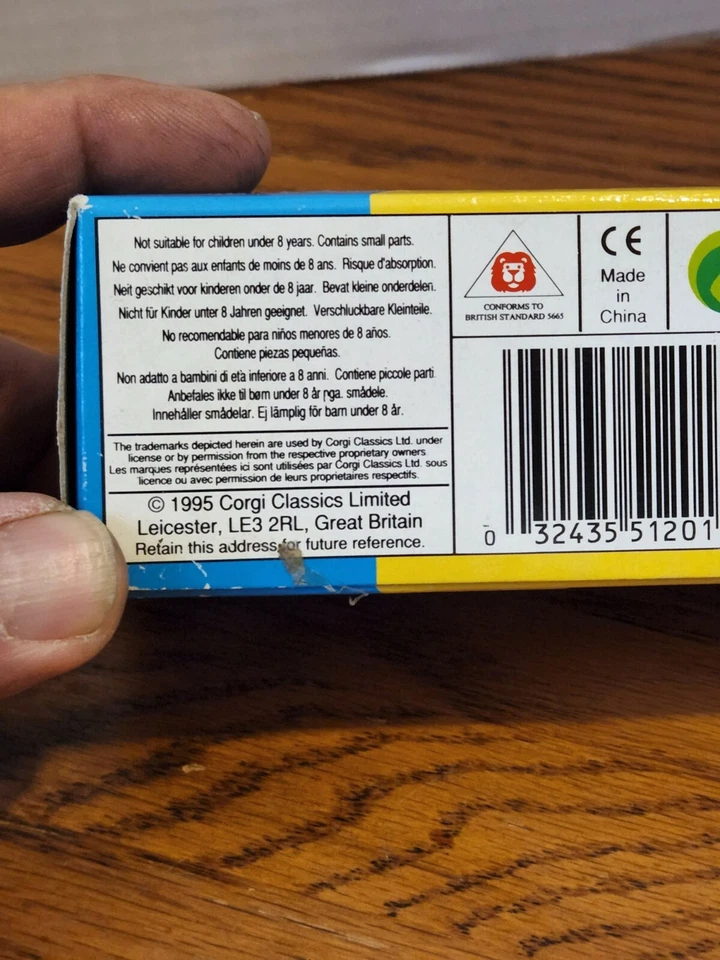 Not suitable for children under 8 years. Contains small parts.
Ne convient pas aux enfants de moins de 8 ans. Risque d'absorption.
Neit geschikt voor kinderen onder de 8 jaar. Bevat kleine onderdelen.
Nicht für Kinder unter 8 Jahren geeignet. Verschluckbare Kleinteile.
No recomendable para niños menores de 8 años.
Contiene piezas pequeñas.
Non adatto a bambini di età inferiore a 8 anni. Contiene piccole parti
Anbefales ikke til børn under 8 år pga. smådele.
Innehåller smådelar. Ej lämplig för barn under 8 år.
The trademarks depicted herein are used by Corgi Classics Ltd. under
license or by permission from the respective proprietary owners
Les marques représentées ici sont utilisées par Corgi Classics Ltd. sous
licence ou avec permission de leurs propriétaires respectifs.
© 1995 Corgi Classics Limited
Leicester, LE3 2RL, Great Britain
Retain this address for future reference.
CONFORMS TO
BRITISH STANDARD 5665
CE
Made
in
China
0 32435 51201